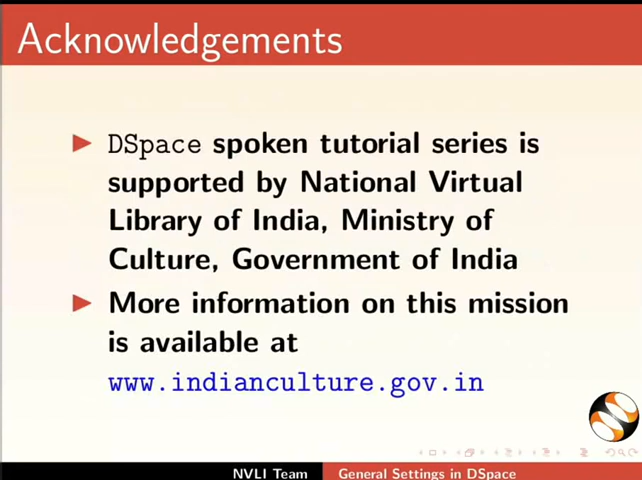 Acknowledgements
DSpace spoken tutorial series is
supported by National Virtual
Library of India, Ministry of
Culture, Government of India
More information on this mission
is available at
www.indianculture.gov.in
NVLI Team General Settings in DSpace